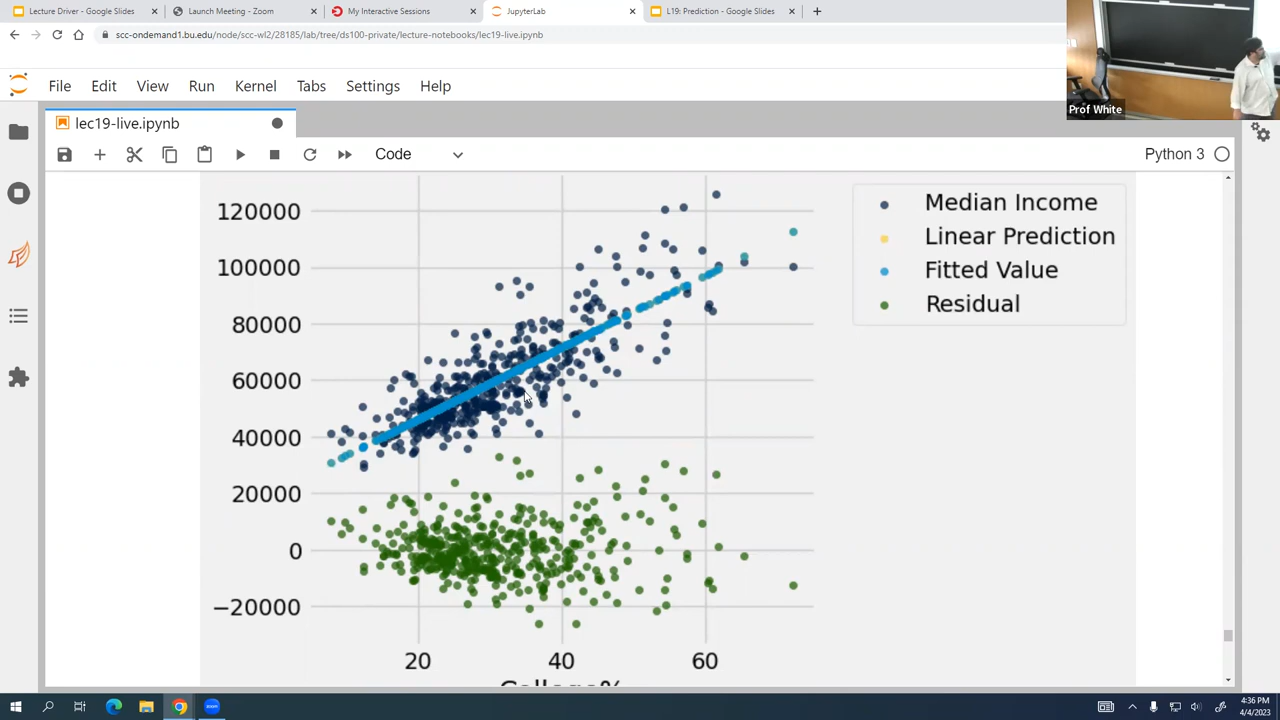 Lecture Driver - Google Slides
Launch Meeting - Zoom
My Interactive Sessions
JupyterLab
L19: Prediction - Google Slides
scc-ondemand1.bu.edu/node/scc-wl2/28185/lab/tree/ds100-private/lecture-notebooks/lec19-live.ipynb
Prof White
File Edit View Run Kernel Tabs Settings Help
lec19-live.ipynb
Code
Python 3
120000
100000
80000
60000
40000
20000
0
−20000
20 40 60
College%
Median Income
Linear Prediction
Fitted Value
Residual
zoom
4:36 PM
4/4/2023